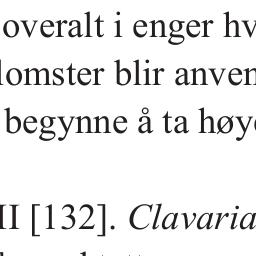 overalt i enger hv
lomster blir anven
begynne å ta høy
II [132]. Clavaria